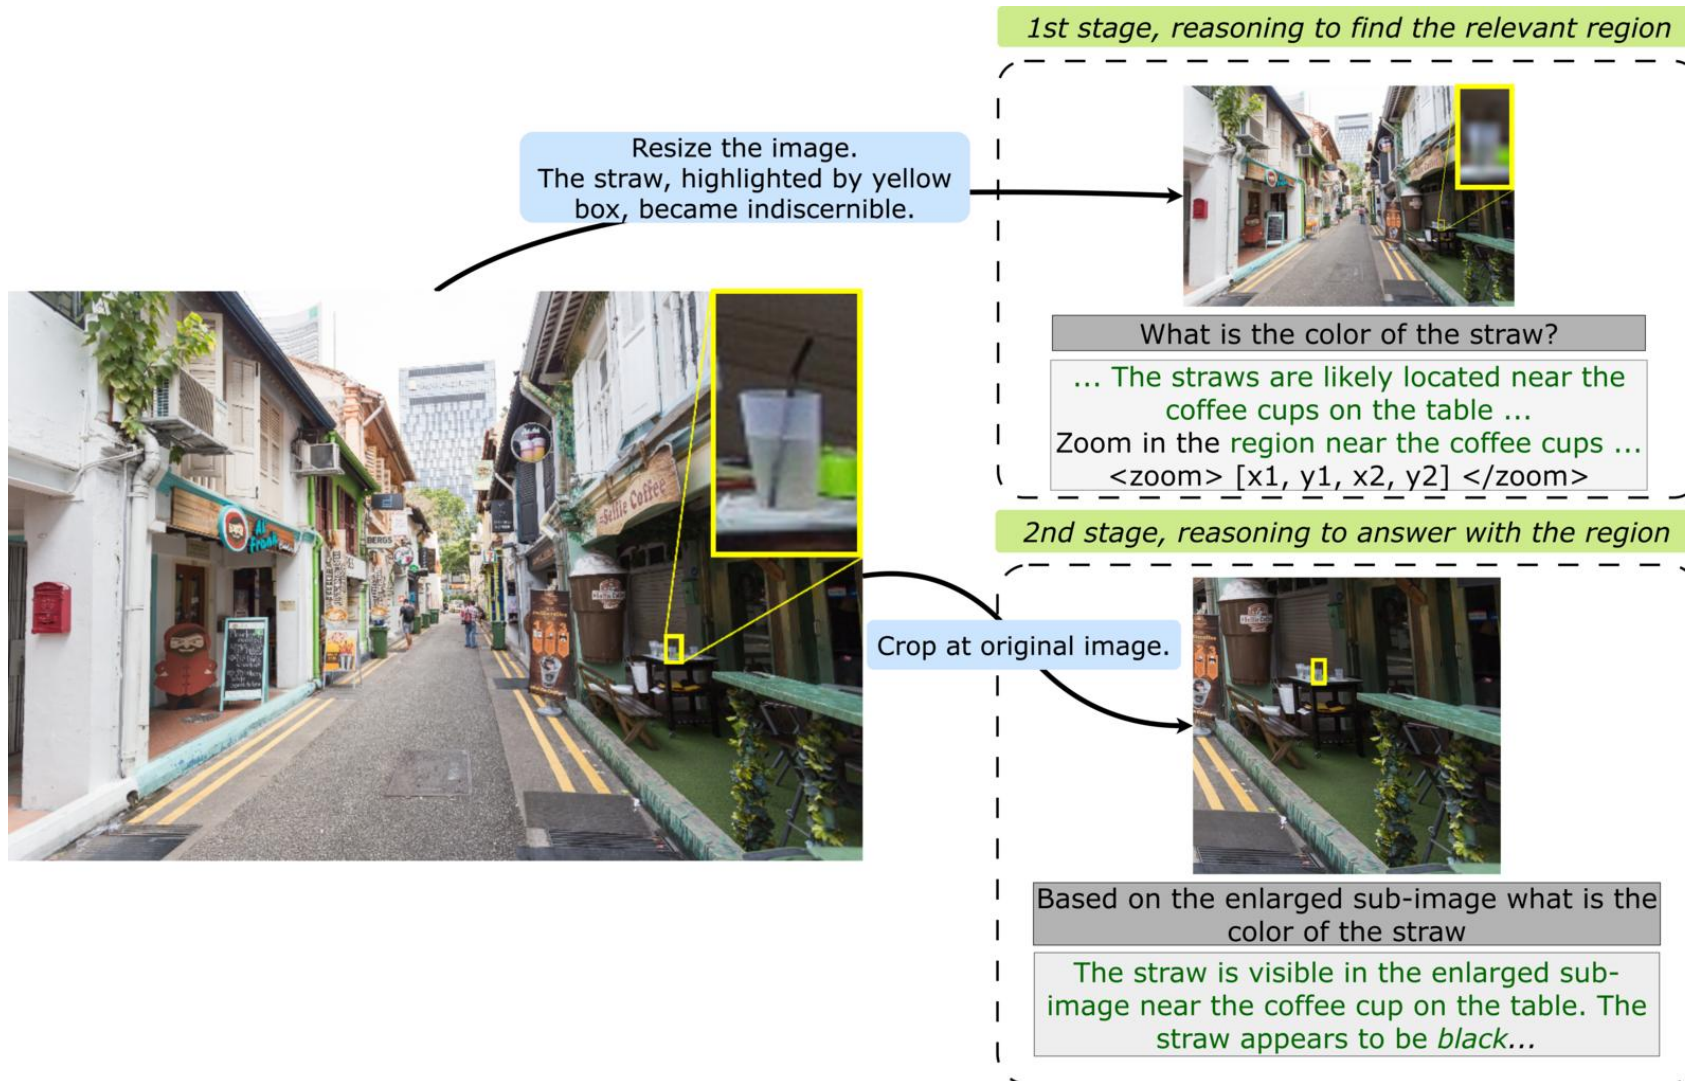 1st stage, reasoning to find the relevant region
Resize the image.
The straw, highlighted by yellow
box, became indiscernible.
What is the color of the straw?
... The straws are likely located near the
coffee cups on the table ...
Zoom in the region near the coffee cups ...
<zoom> [x1, y1, x2, y2] </zoom>
2nd stage, reasoning to answer with the region
Crop at original image.
Based on the enlarged sub-image what is the
color of the straw
The straw is visible in the enlarged sub-
image near the coffee cup on the table. The
straw appears to be black...
Selfie Coffee
BERGS